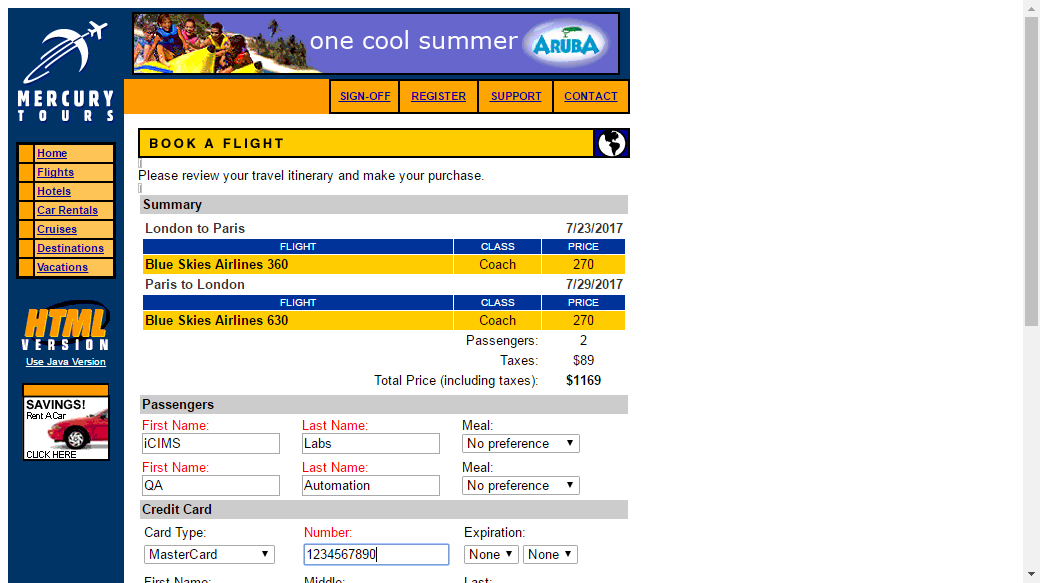 one cool summer ARUBA
MERCURY
TOURS
SIGN-OFF REGISTER SUPPORT CONTACT
Home
Flights
Hotels
Car Rentals
Cruises
Destinations
Vacations
HTML
VERSION
Use Java Version
SAVINGS!
Rent A Car
CLICK HERE
BOOK A FLIGHT
Please review your travel itinerary and make your purchase.
Summary
London to Paris 7/23/2017
FLIGHT CLASS PRICE
Blue Skies Airlines 360 Coach 270
Paris to London 7/29/2017
FLIGHT CLASS PRICE
Blue Skies Airlines 630 Coach 270
Passengers: 2
Taxes: $89
Total Price (including taxes): $1169
Passengers
First Name: Last Name: Meal:
iCIMS Labs No preference
First Name: Last Name: Meal:
QA Automation No preference
Credit Card
Card Type: Number: Expiration:
MasterCard 1234567890 None None
First Name: Middle: Last: